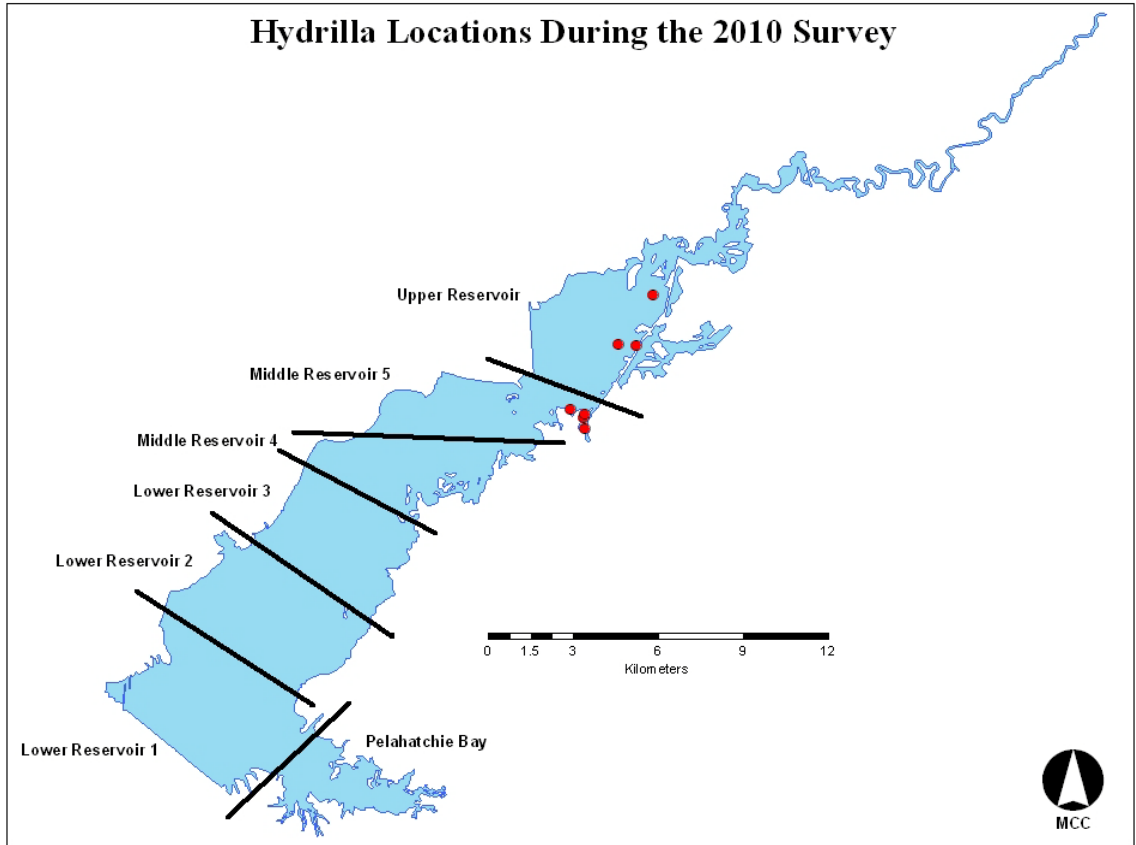 Hydrilla Locations During the 2010 Survey
Upper Reservoir
Middle Reservoir 5
Middle Reservoir 4
Lower Reservoir 3
Lower Reservoir 2
Lower Reservoir 1
Pelahatchie Bay
0 1.5 3 6 9 12
Kilometers
MCC